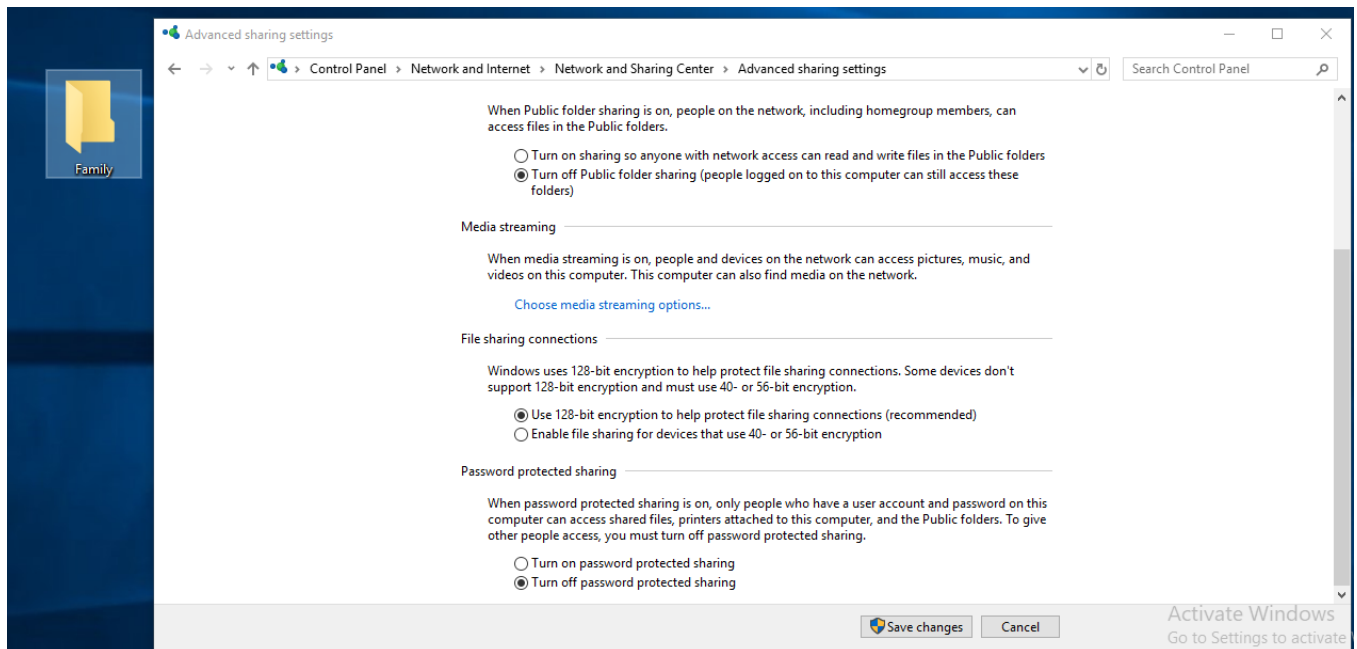 Advanced sharing settings
Control Panel > Network and Internet > Network and Sharing Center > Advanced sharing settings
Search Control Panel
Family
When Public folder sharing is on, people on the network, including homegroup members, can
access files in the Public folders.
Turn on sharing so anyone with network access can read and write files in the Public folders
Turn off Public folder sharing (people logged on to this computer can still access these
folders)
Media streaming
When media streaming is on, people and devices on the network can access pictures, music, and
videos on this computer. This computer can also find media on the network.
Choose media streaming options...
File sharing connections
Windows uses 128-bit encryption to help protect file sharing connections. Some devices don't
support 128-bit encryption and must use 40- or 56-bit encryption.
Use 128-bit encryption to help protect file sharing connections (recommended)
Enable file sharing for devices that use 40- or 56-bit encryption
Password protected sharing
When password protected sharing is on, only people who have a user account and password on this
computer can access shared files, printers attached to this computer, and the Public folders. To give
other people access, you must turn off password protected sharing.
Turn on password protected sharing
Turn off password protected sharing
Save changes
Cancel
Activate Windows
Go to Settings to activate